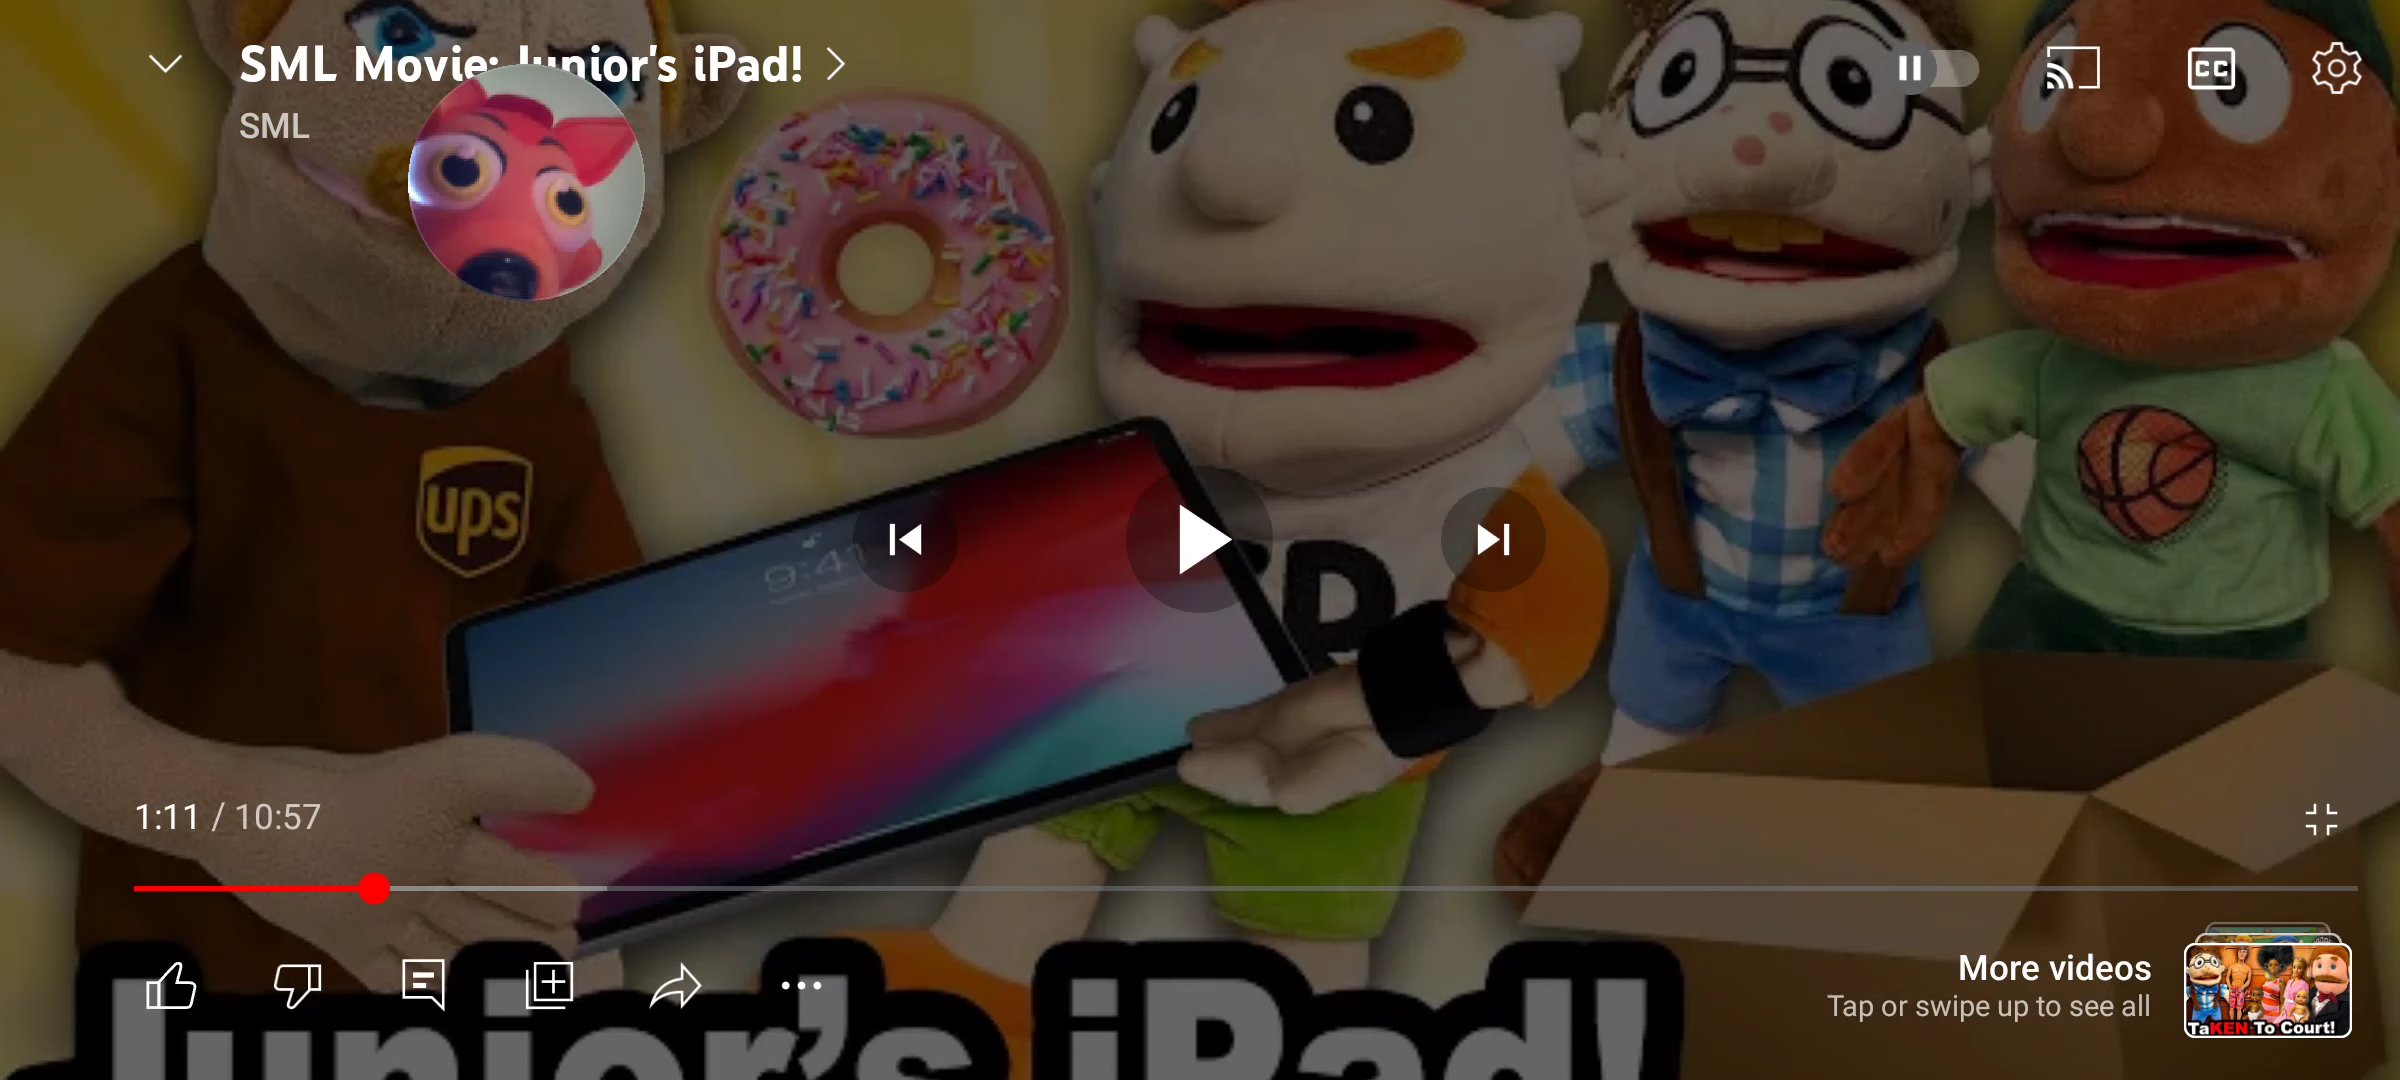 SML Movie: Junior's iPad!
SML
CC
ups
9:41
1:11 / 10:57
More videos
Tap or swipe up to see all
TaKEN To Court!
Junior's iPad!